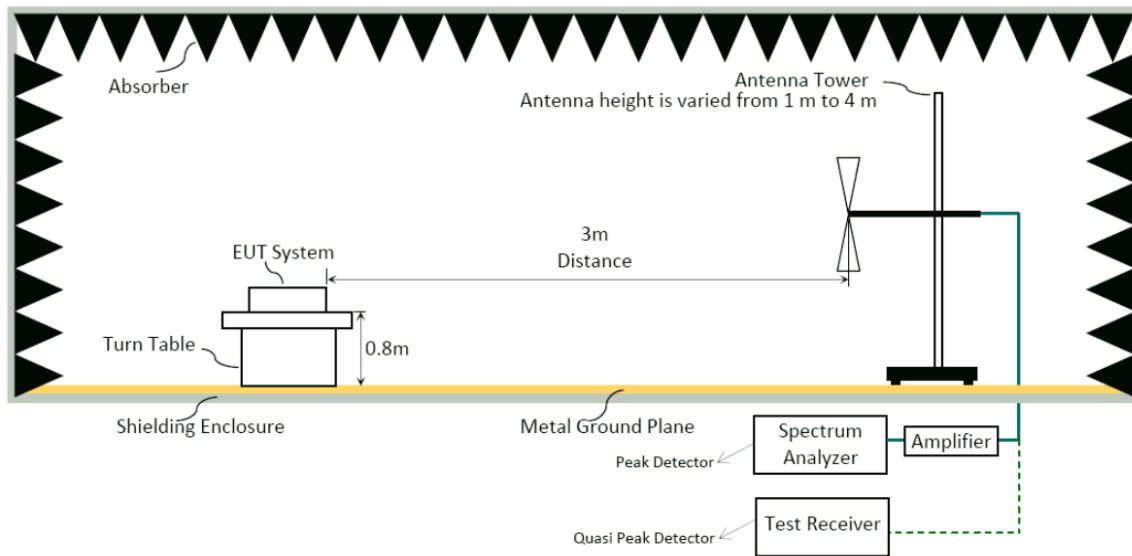 Absorber
Antenna Tower
Antenna height is varied from 1 m to 4 m
3m
Distance
EUT System
Turn Table
0.8m
Shielding Enclosure
Metal Ground Plane
Peak Detector
Spectrum
Analyzer
Amplifier
Quasi Peak Detector
Test Receiver